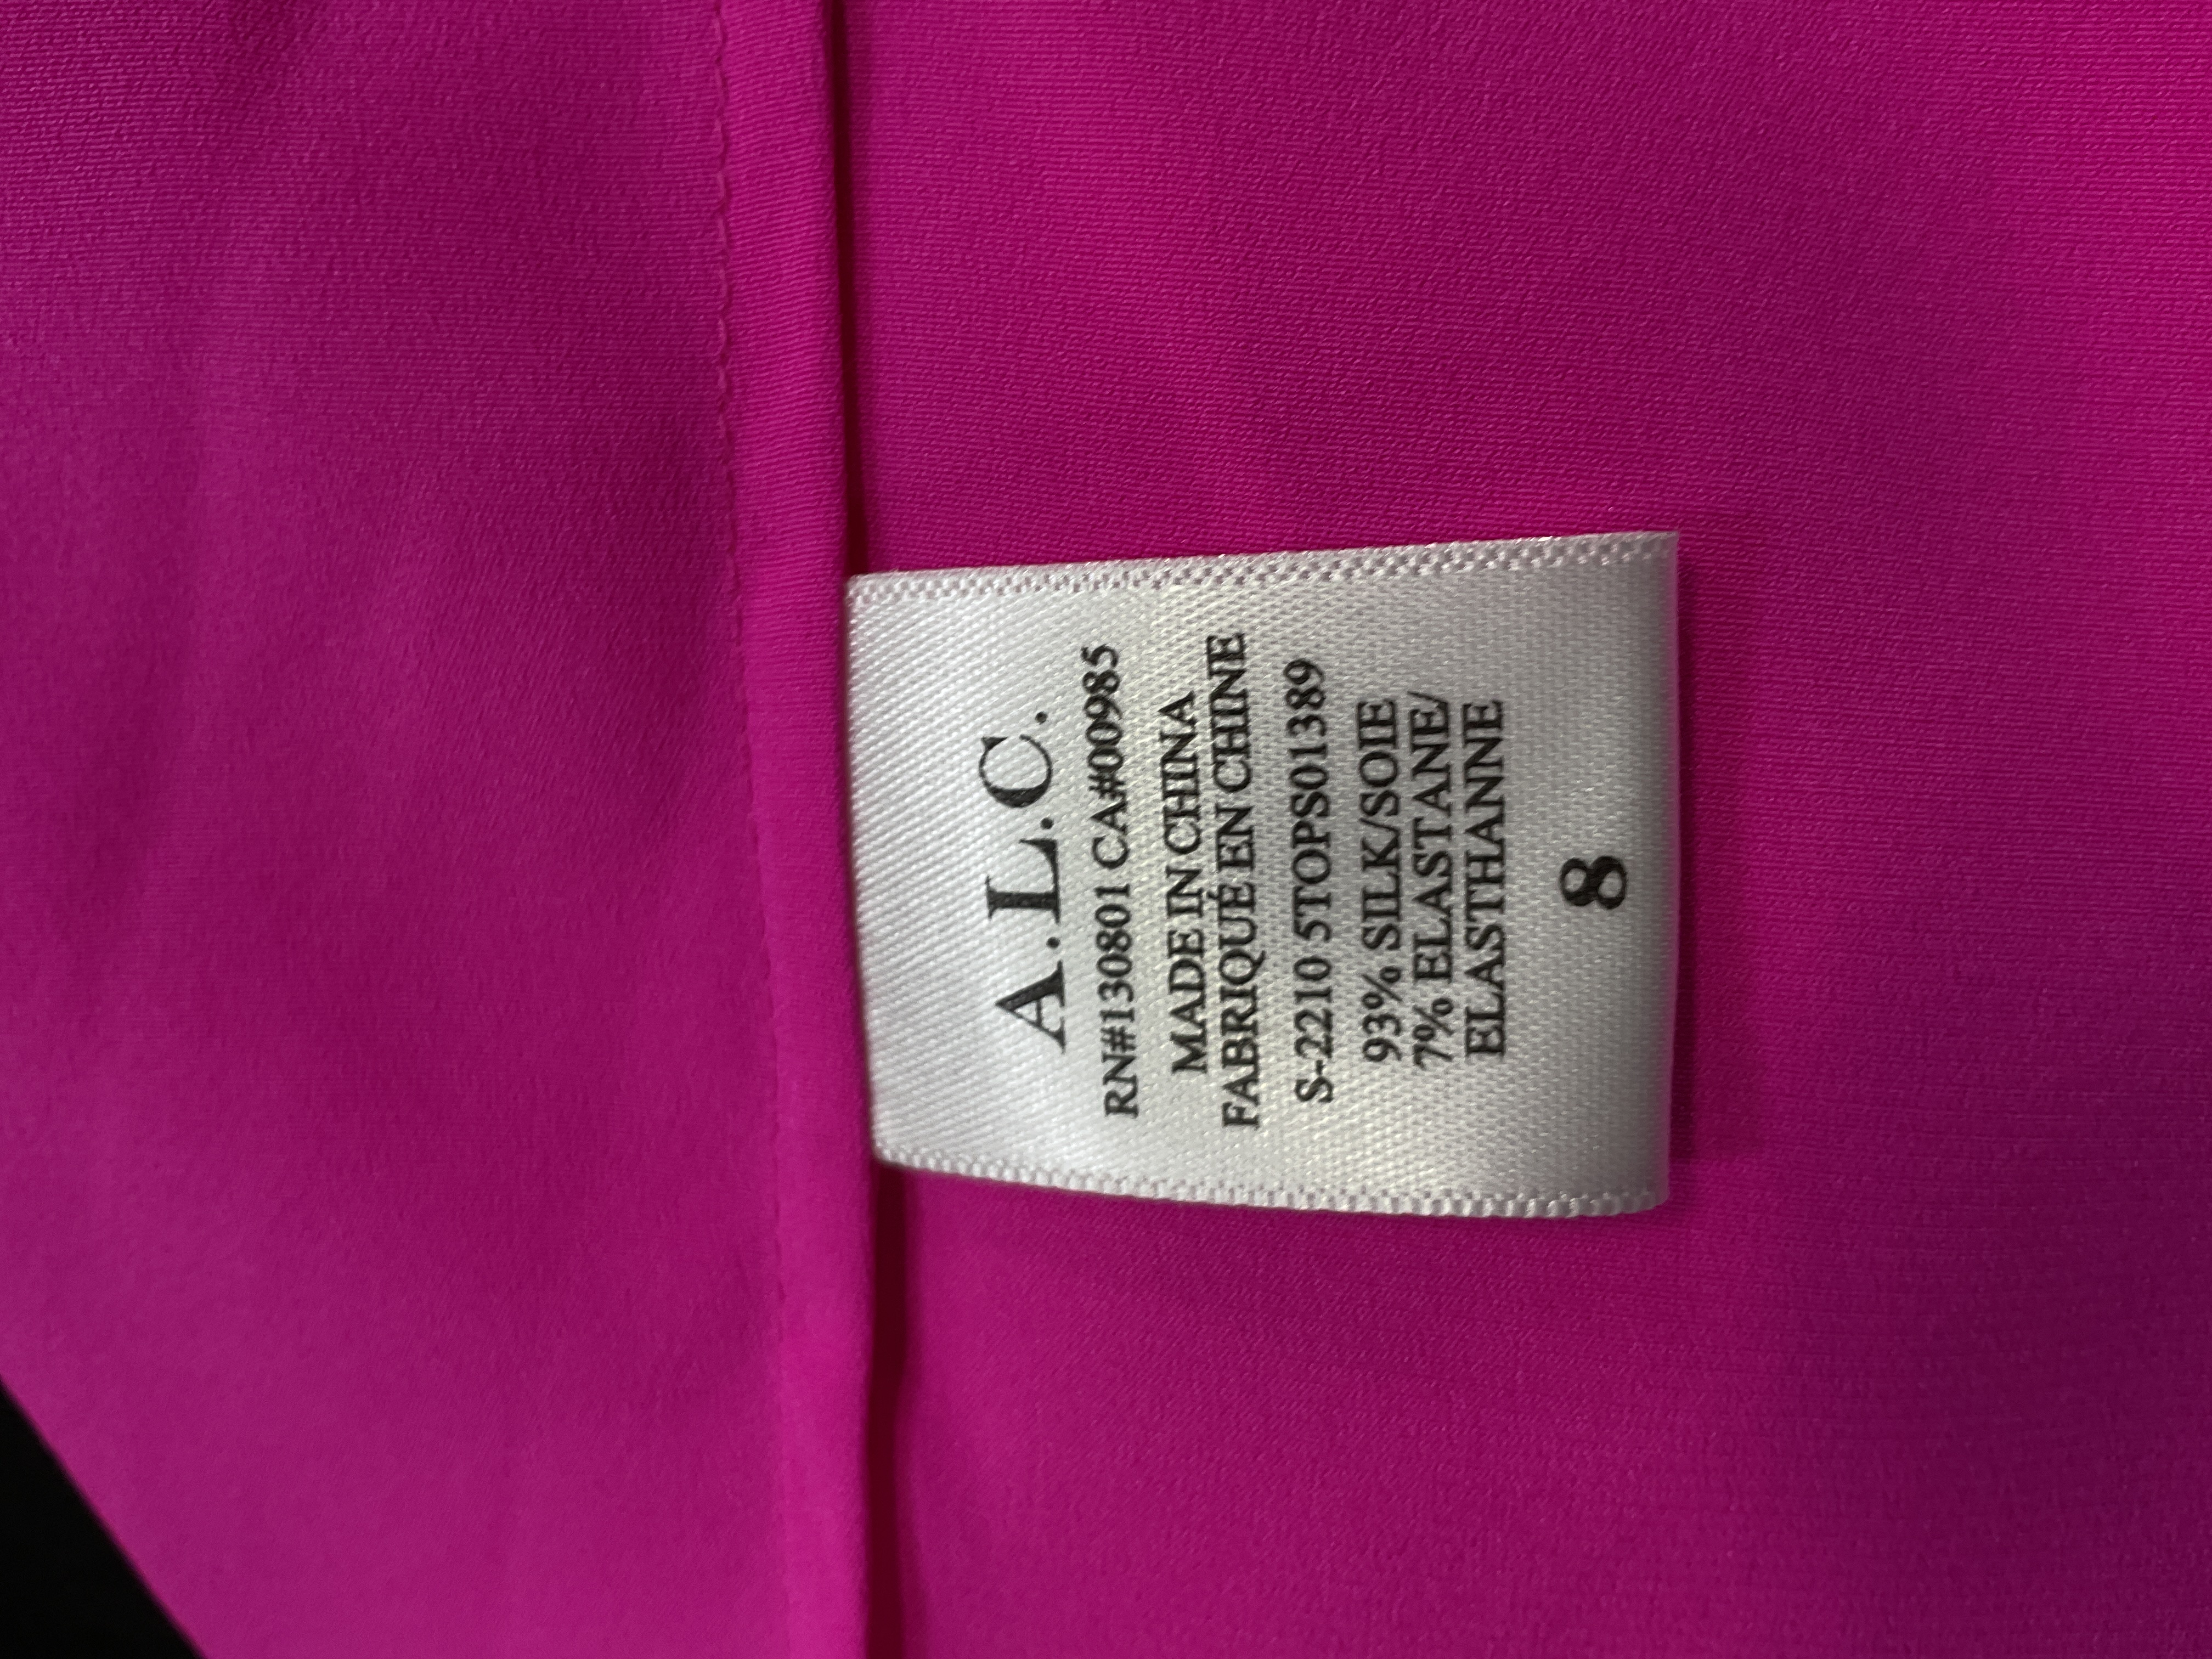 A.L.C.
RN#130801 CA#00985
MADE IN CHINA
FABRIQUÉ EN CHINE
S-2210 5TOPS01389
93% SILK/SOIE
7% ELASTANE/
ELASTHANNE
8